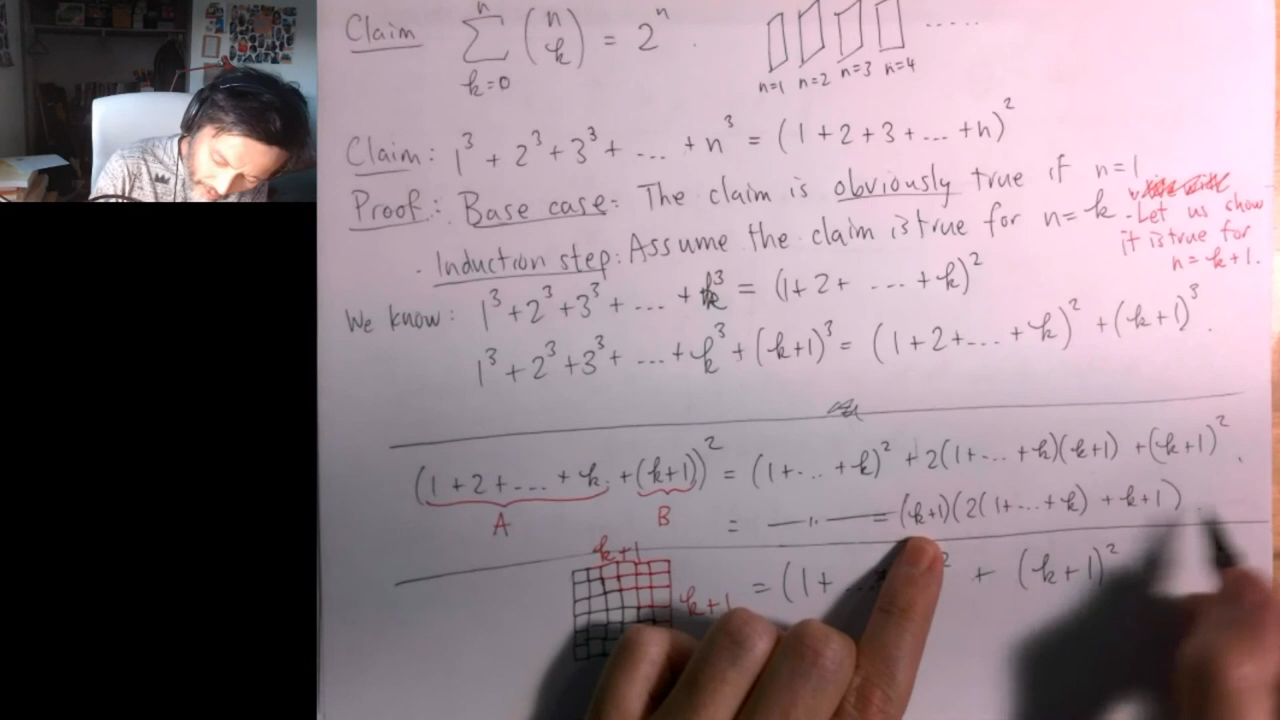 Claim \sum_{k=0}^{n} \binom{n}{k} = 2^n .
n=1 n=2 n=3 n=4 .....
Claim: 1^3 + 2^3 + 3^3 + ... + n^3 = (1+2+3+...+n)^2
Proof: Base case: The claim is obviously true if n=1
Induction step: Assume the claim is true for n=k. Let us show
it is true for
n=k+1.
We know: 1^3+2^3+3^3+ ... + k^3 = (1+2+ ... +k)^2
1^3+2^3+3^3+ ... + k^3 + (k+1)^3 = (1+2+...+k)^2 + (k+1)^3 .
(1+2+...+k+(k+1))^2 = (1+...+k)^2 + 2(1+...+k)(k+1) + (k+1)^2 .
A B
= —— 〃 —— = (k+1)(2(1+...+k) + k+1)
k+1
k+1
= (1+ ... ^2 + (k+1)^2